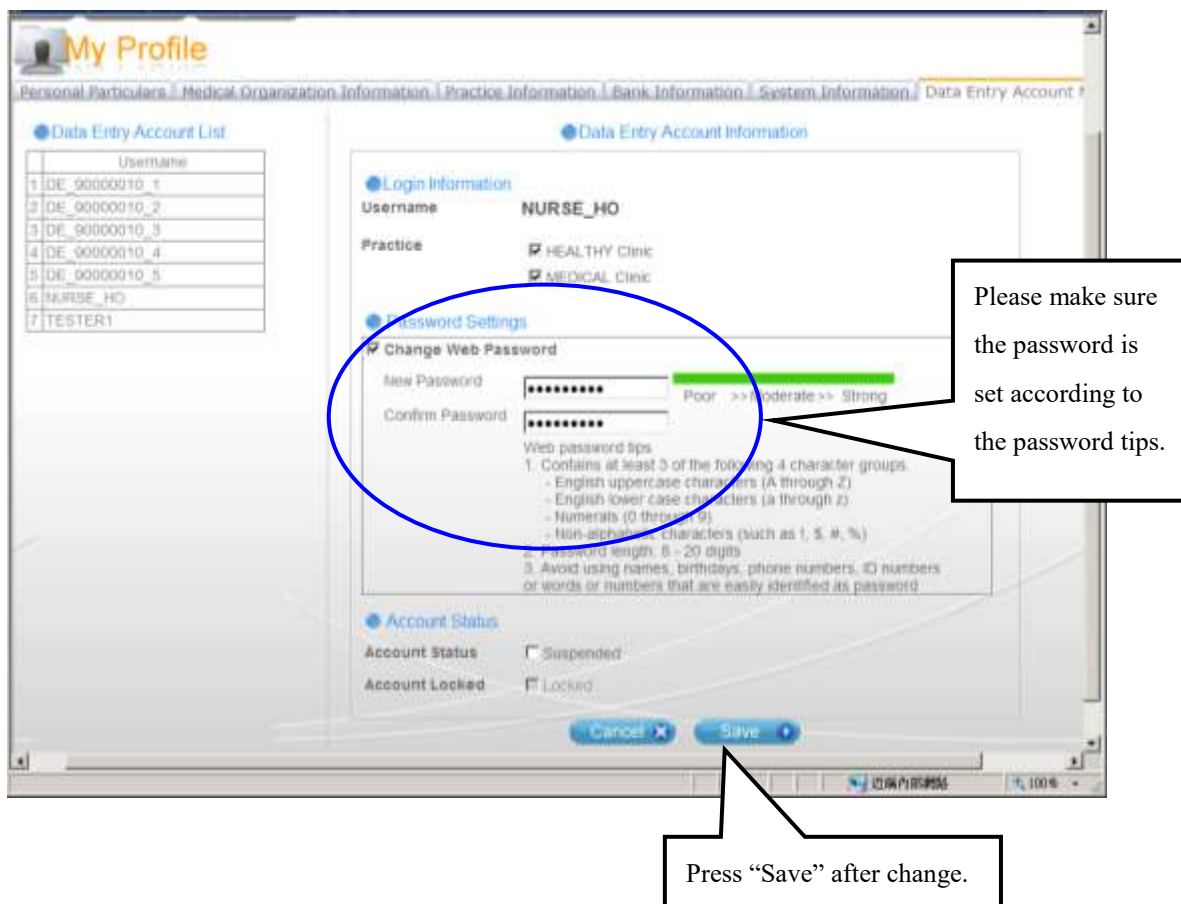 My Profile
Personal Particulars | Medical Organization Information | Practice Information | Bank Information | System Information | Data Entry Account
Data Entry Account List
Username
1 DE_90000010_1
2 DE_90000010_2
3 DE_90000010_3
4 DE_90000010_4
5 DE_90000010_5
6 NURSE_HO
7 TESTER1
Data Entry Account Information
Login Information
Username NURSE_HO
Practice HEALTHY Clinic
MEDICAL Clinic
Password Settings
Change Web Password
New Password
Poor >> Moderate >> Strong
Confirm Password
Web password tips
1. Contains at least 3 of the following 4 character groups
- English uppercase characters (A through Z)
- English lower case characters (a through z)
- Numerals (0 through 9)
- Non-alphabetic characters (such as !, $, #, %)
2. Password length: 8 - 20 digits
3. Avoid using names, birthdays, phone numbers, ID numbers
or words or numbers that are easily identified as password
Account Status
Account Status Suspended
Account Locked Locked
Cancel Save
近端內部網路 100%
Please make sure
the password is
set according to
the password tips.
Press “Save” after change.